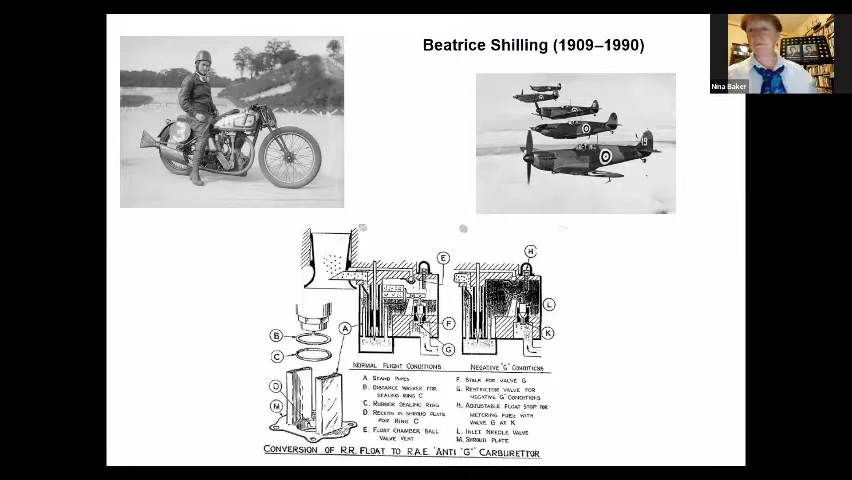 Beatrice Shilling (1909–1990)
Nina Baker
3
19
E
H
A
B
C
D
M
F
G
L
K
NORMAL FLIGHT CONDITIONS
A. STAND PIPES
B. DISTANCE WASHER FOR
SEALING RING C
C. RUBBER SEALING RING
D. RECESS IN SHROUD PLATE
FOR RING C
E. FLOAT CHAMBER BALL
VALVE VENT
NEGATIVE 'G' CONDITIONS
F. STALK FOR VALVE G
G. RESTRICTOR VALVE FOR
NEGATIVE 'G' CONDITIONS
H. ADJUSTABLE FLOAT STOP FOR
METERING FUEL WITH
VALVE G AT K
L. INLET NEEDLE VALVE
M. SHROUD PLATE
CONVERSION OF R.R. FLOAT TO R.A.E. 'ANTI 'G' CARBURETTOR